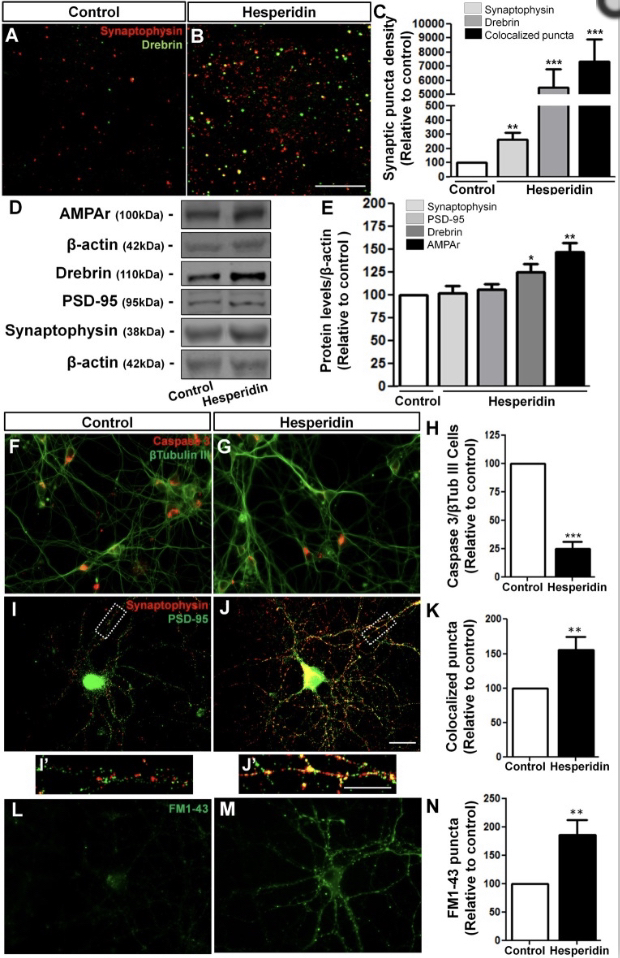 Control
Hesperidin
A
Synaptophysin
Drebrin
B
C
Synaptophysin
Drebrin
Colocalized puncta
Synaptic puncta density
(Relative to control)
10000
9000
8000
7000
6000
5000
500
400
300
200
100
0
**
***
***
Control
Hesperidin
D
AMPAr (100kDa) -
β-actin (42kDa) -
Drebrin (110kDa) -
PSD-95 (95kDa) -
Synaptophysin (38kDa) -
β-actin (42kDa) -
Control
Hesperidin
E
Synaptophysin
PSD-95
Drebrin
AMPAr
Protein levels/β-actin
(Relative to control )
200
175
150
125
100
75
50
25
0
*
**
Control
Hesperidin
Control
Hesperidin
F
Caspase 3
βTubulin III
G
H
Caspase 3/βTub III Cells
(Relative to control)
125
100
75
50
25
0
***
Control Hesperidin
I
Synaptophysin
PSD-95
J
K
Colocalized puncta
(Relative to control)
200
150
100
50
0
**
Control Hesperidin
I’
J’
L
FM1-43
M
N
FM1-43 puncta
(Relative to control)
250
200
150
100
50
0
**
Control Hesperidin